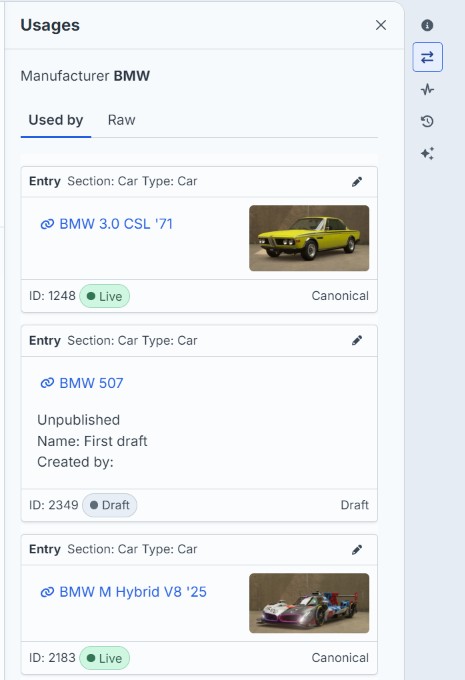 Usages
Manufacturer BMW
Used by Raw
Entry Section: Car Type: Car
BMW 3.0 CSL '71
ID: 1248 Live Canonical
Entry Section: Car Type: Car
BMW 507
Unpublished
Name: First draft
Created by:
ID: 2349 Draft Draft
Entry Section: Car Type: Car
BMW M Hybrid V8 '25
ID: 2183 Live Canonical